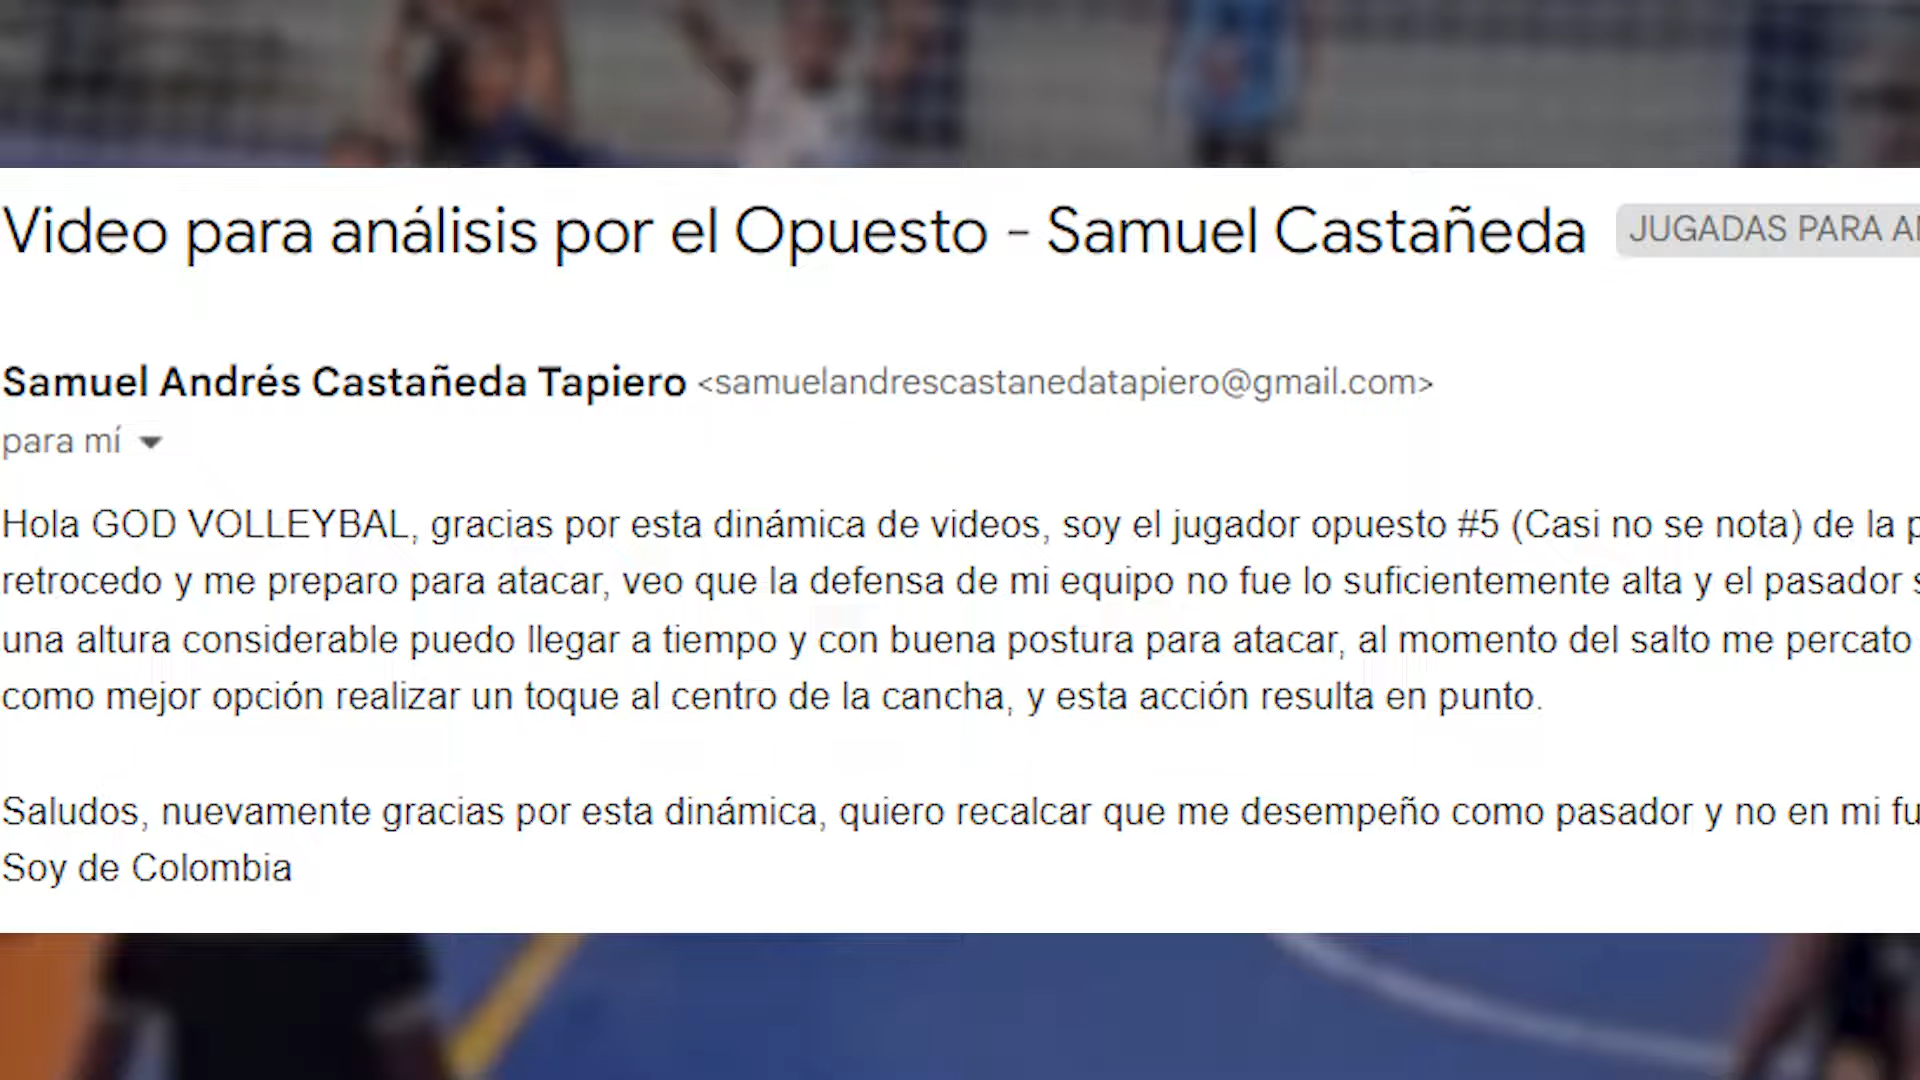 Video para análisis por el Opuesto - Samuel Castañeda JUGADAS PARA
Samuel Andrés Castañeda Tapiero <samuelandrescastanedatapiero@gmail.com>
para mí
Hola GOD VOLLEYBAL, gracias por esta dinámica de videos, soy el jugador opuesto #5 (Casi no se nota) de la
retrocedo y me preparo para atacar, veo que la defensa de mi equipo no fue lo suficientemente alta y el pasador
una altura considerable puedo llegar a tiempo y con buena postura para atacar, al momento del salto me percato
como mejor opción realizar un toque al centro de la cancha, y esta acción resulta en punto.
Saludos, nuevamente gracias por esta dinámica, quiero recalcar que me desempeño como pasador y no en mi
Soy de Colombia